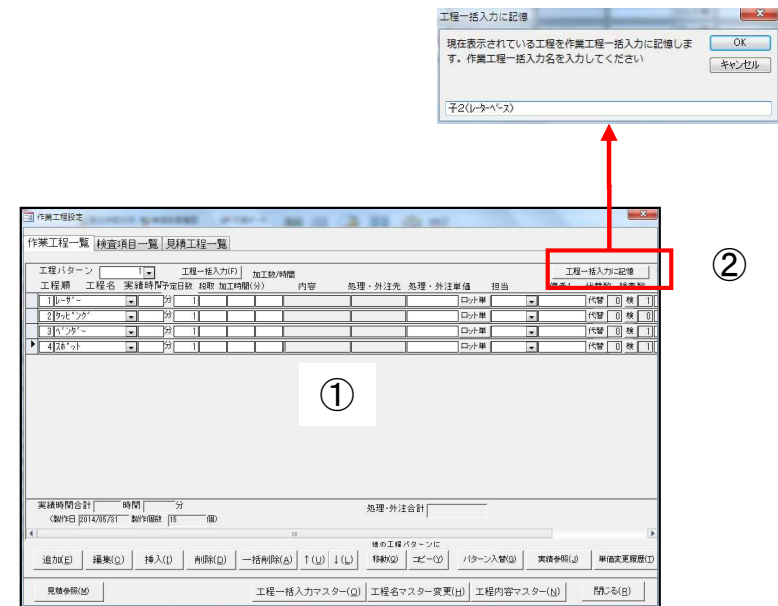 工程一括入力に記憶
現在表示されている工程を作業工程一括入力に記憶しま
す。作業工程一括入力名を入力してください
OK
キャンセル
子2(ﾚｰﾀｰﾍﾞｰｽ)
作業工程設定
作業工程一覧 検査項目一覧 見積工程一覧
②
工程パターン 1 工程一括入力(F) 加工数/時間 工程一括入力に記憶
工程順 工程名 実績時間 予定日数 段取 加工時間(分) 内容 処理・外注先 処理・外注単価 担当 備考1 代替数 検査数
1 ﾚｰｻﾞｰ 分 1 ロット単 代替 0 検 1
2 ﾀｯﾋﾟﾝｸﾞ 分 1 ロット単 代替 0 検 0
3 ﾍﾞﾝﾀﾞｰ 分 1 ロット単 代替 0 検 1
4 ｽﾎﾟｯﾄ 分 1 ロット単 代替 0 検 1
①
実績時間合計 時間 分 処理・外注合計
(製作日 2014/05/31 製作個数 15 個)
他の工程パターンに
追加(E) 編集(C) 挿入(I) 削除(D) 一括削除(A) ↑(U) ↓(L) 移動(Q) コピー(Y) パターン入替(G) 実績参照(J) 単価変更履歴(T)
見積参照(M) 工程一括入力マスター(O) 工程名マスター変更(H) 工程内容マスター(N) 閉じる(R)